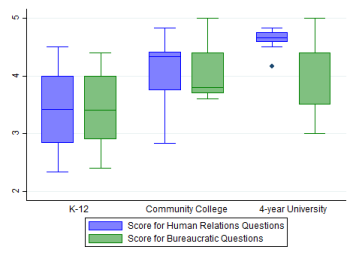 5
4
3
2
K-12 Community College 4-year University
Score for Human Relations Questions
Score for Bureaucratic Questions